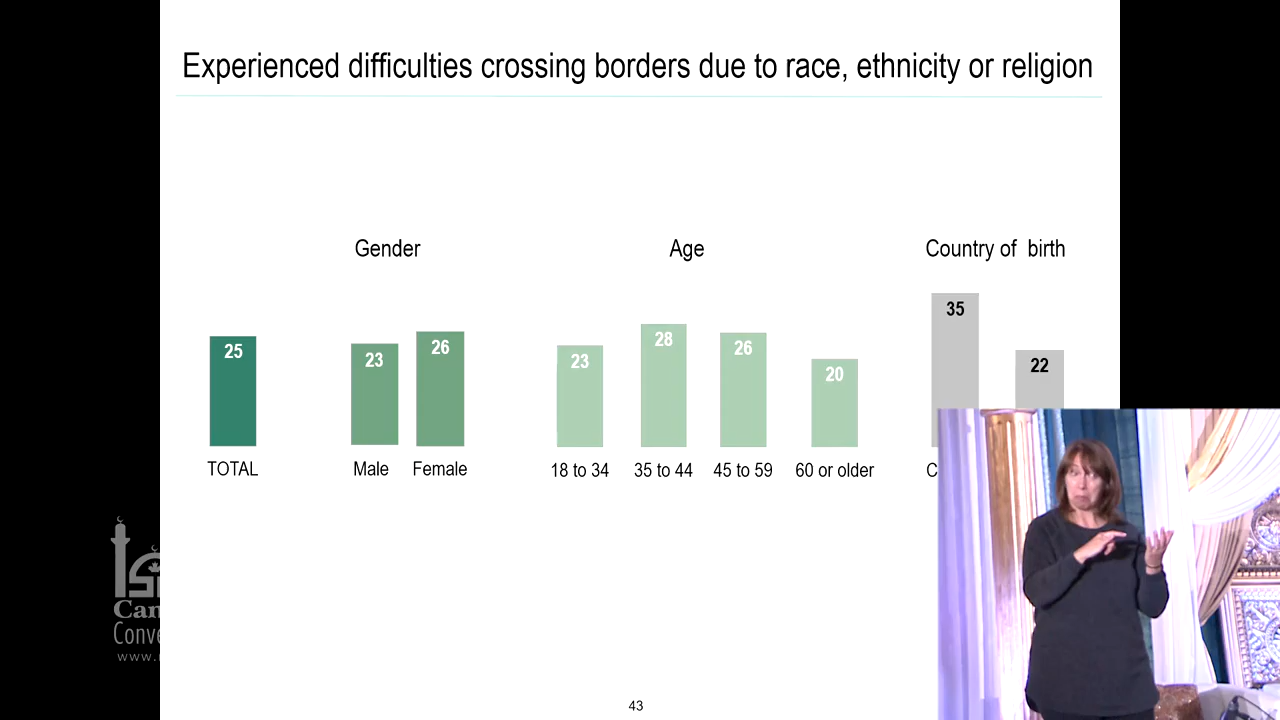 Experienced difficulties crossing borders due to race, ethnicity or religion
Gender
Age
Country of birth
25
23
26
23
28
26
20
35
22
TOTAL
Male
Female
18 to 34
35 to 44
45 to 59
60 or older
43